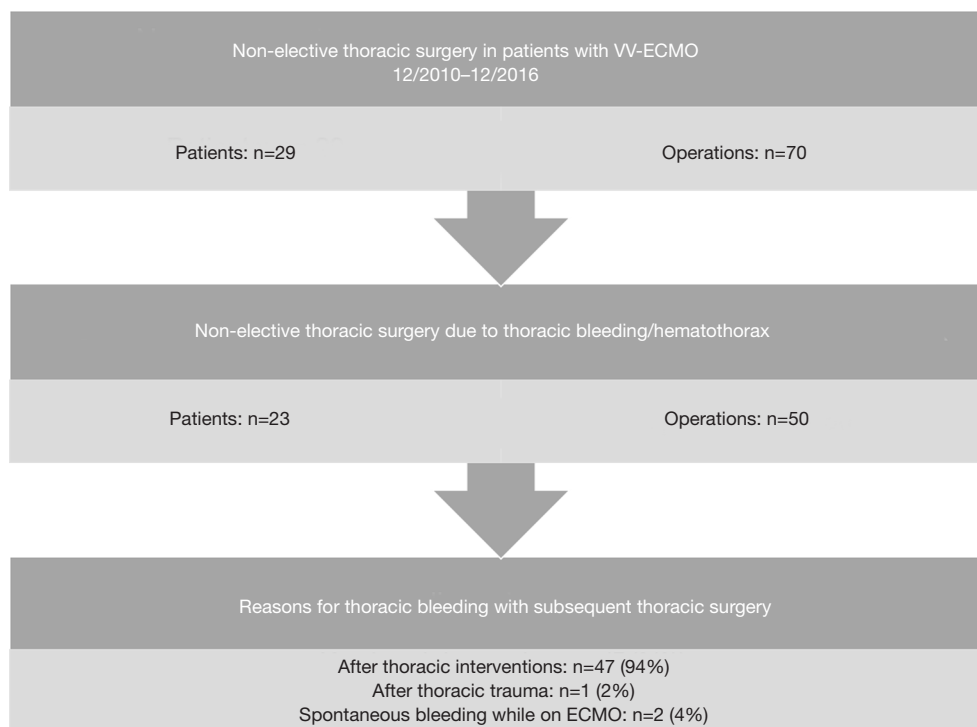 Non-elective thoracic surgery in patients with VV-ECMO
12/2010–12/2016
Patients: n=29
Operations: n=70
Non-elective thoracic surgery due to thoracic bleeding/hematothorax
Patients: n=23
Operations: n=50
Reasons for thoracic bleeding with subsequent thoracic surgery
After thoracic interventions: n=47 (94%)
After thoracic trauma: n=1 (2%)
Spontaneous bleeding while on ECMO: n=2 (4%)